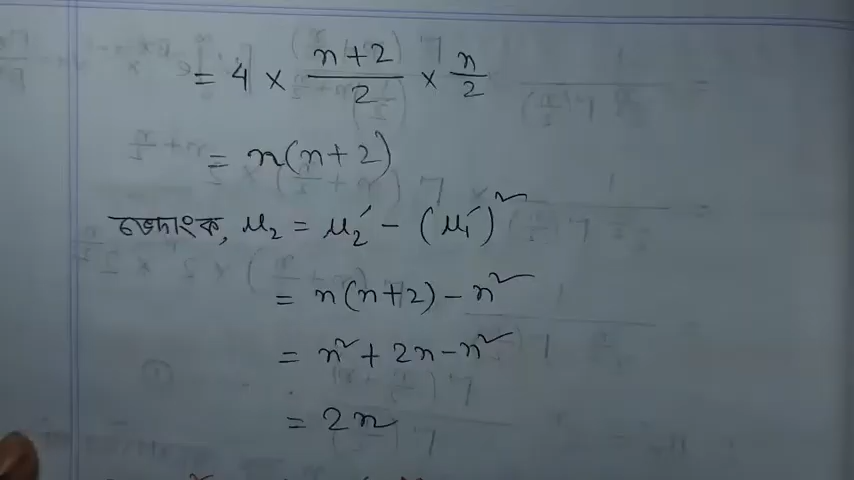 = 4 × (n+2)/2 × n/2
= n(n+2)
ভেদাংক, μ₂ = μ₂′ − (μ₁′)²
= n(n+2) − n²
= n² + 2n − n²
= 2n